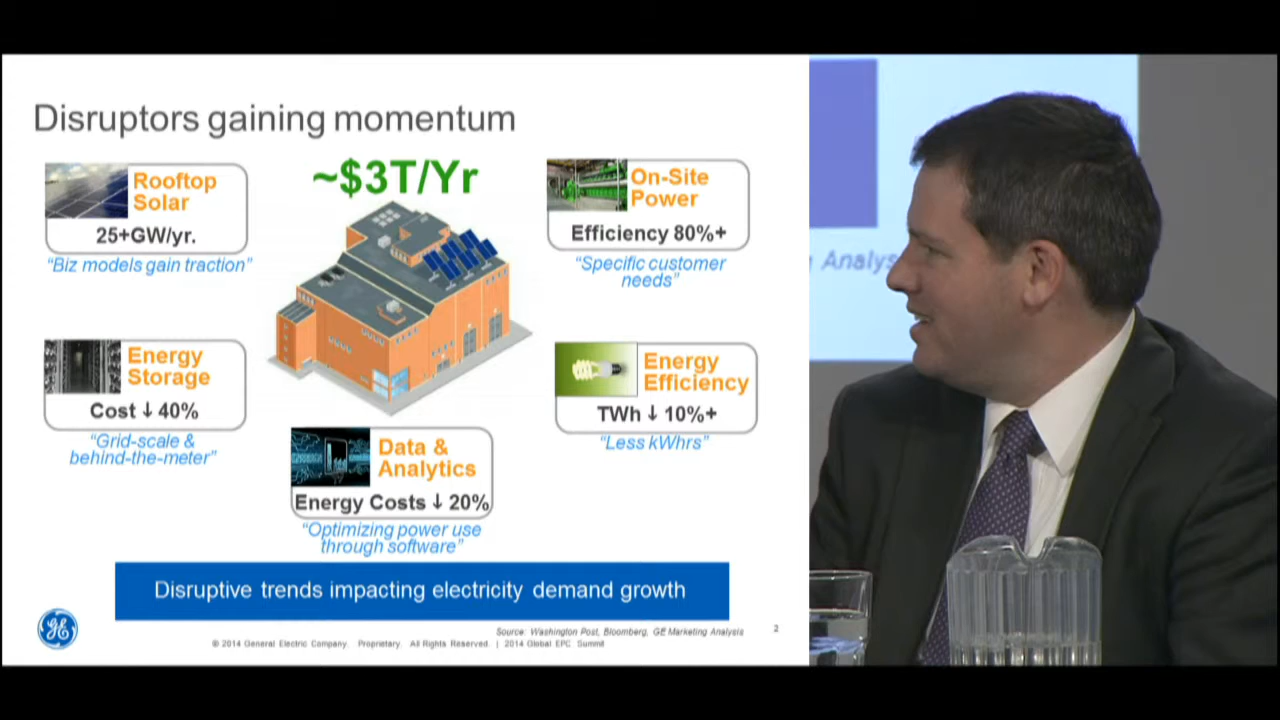 Disruptors gaining momentum
~$3T/Yr
Rooftop
Solar
25+GW/yr.
“Biz models gain traction”
On-Site
Power
Efficiency 80%+
“Specific customer
needs”
Energy
Storage
Cost ↓ 40%
“Grid-scale &
behind-the-meter”
Energy
Efficiency
TWh ↓ 10%+
“Less kWhrs”
Data &
Analytics
Energy Costs ↓ 20%
“Optimizing power use
through software”
Disruptive trends impacting electricity demand growth
GE
Source: Washington Post, Bloomberg, GE Marketing Analysis
2
© 2014 General Electric Company. Proprietary. All Rights Reserved. | 2014 Global EPC Summit